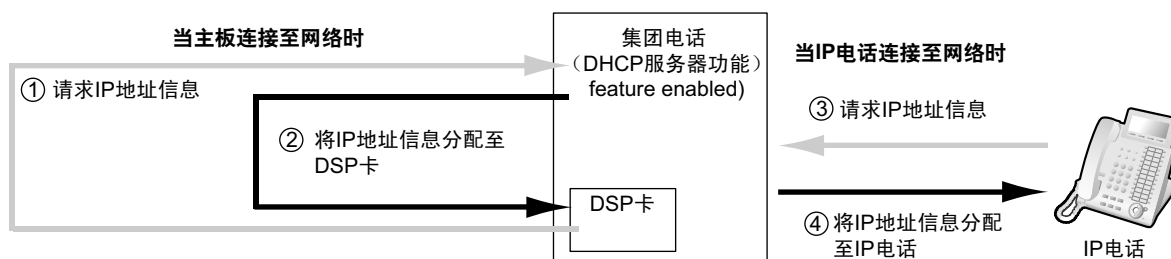 当主板连接至网络时
① 请求IP地址信息
② 将IP地址信息分配至
DSP卡
集团电话
（DHCP服务器功能）
feature enabled)
DSP卡
当IP电话连接至网络时
③ 请求IP地址信息
④ 将IP地址信息分配
至IP电话
IP电话